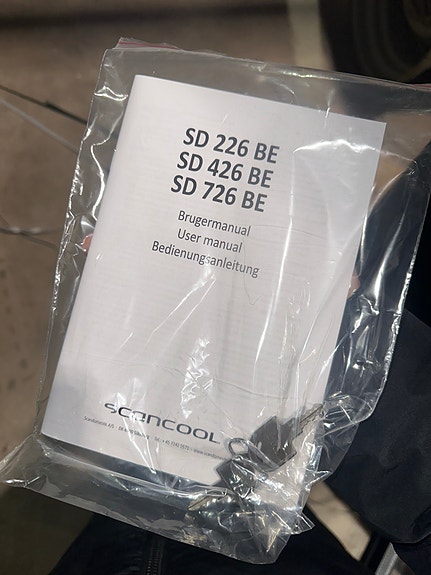 SD 226 BE
SD 426 BE
SD 726 BE
Brugermanual
User manual
Bedienungsanleitung
SCANCOOL
A/S